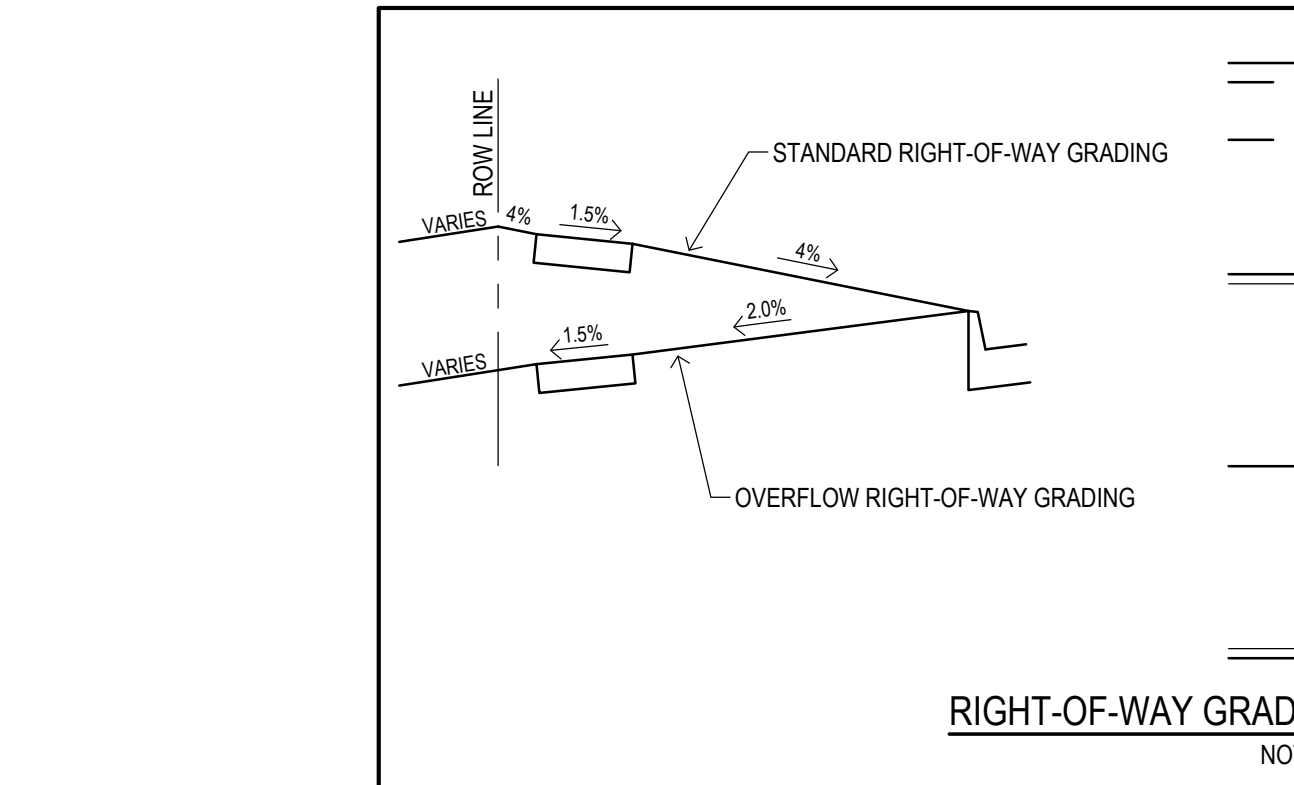 ROW LINE
STANDARD RIGHT-OF-WAY GRADING
VARIES
4%
1.5%
4%
2.0%
1.5%
VARIES
OVERFLOW RIGHT-OF-WAY GRADING
RIGHT-OF-WAY GRAD
NOT